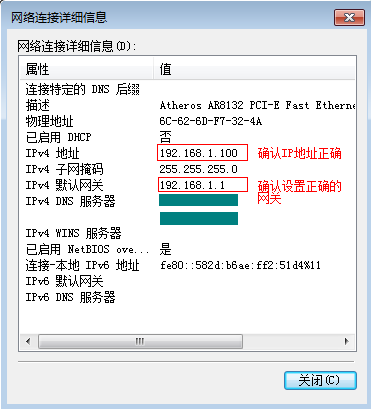 网络连接详细信息
网络连接详细信息(D):
属性 值
连接特定的 DNS 后缀
描述 Atheros AR8132 PCI-E Fast Etherne
物理地址 6C-62-6D-F7-32-4A
已启用 DHCP 否
IPv4 地址 192.168.1.100 确认IP地址正确
IPv4 子网掩码 255.255.255.0
IPv4 默认网关 192.168.1.1 确认设置正确的
网关
IPv4 DNS 服务器
IPv4 WINS 服务器
已启用 NetBIOS ove... 是
连接-本地 IPv6 地址 fe80::582d:b6ae:ff2:51d4%11
IPv6 默认网关
IPv6 DNS 服务器
关闭(C)